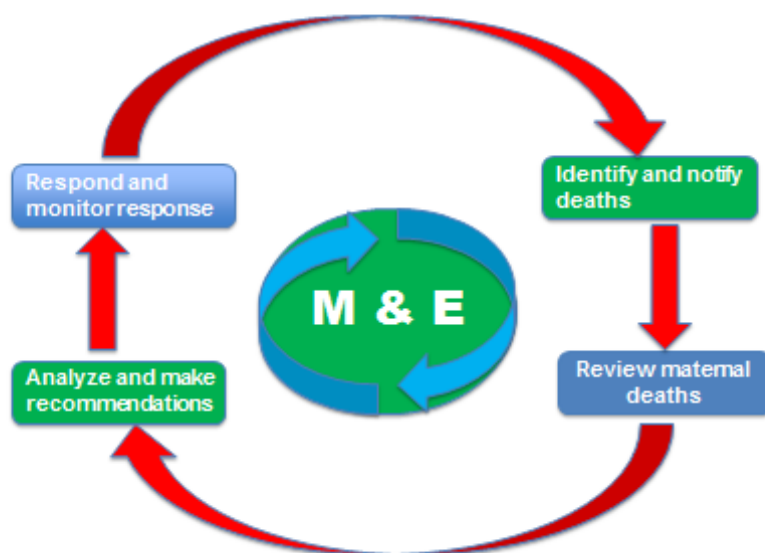 Respond and
monitor response
Identify and notify
deaths
M & E
Analyze and make
recommendations
Review maternal
deaths